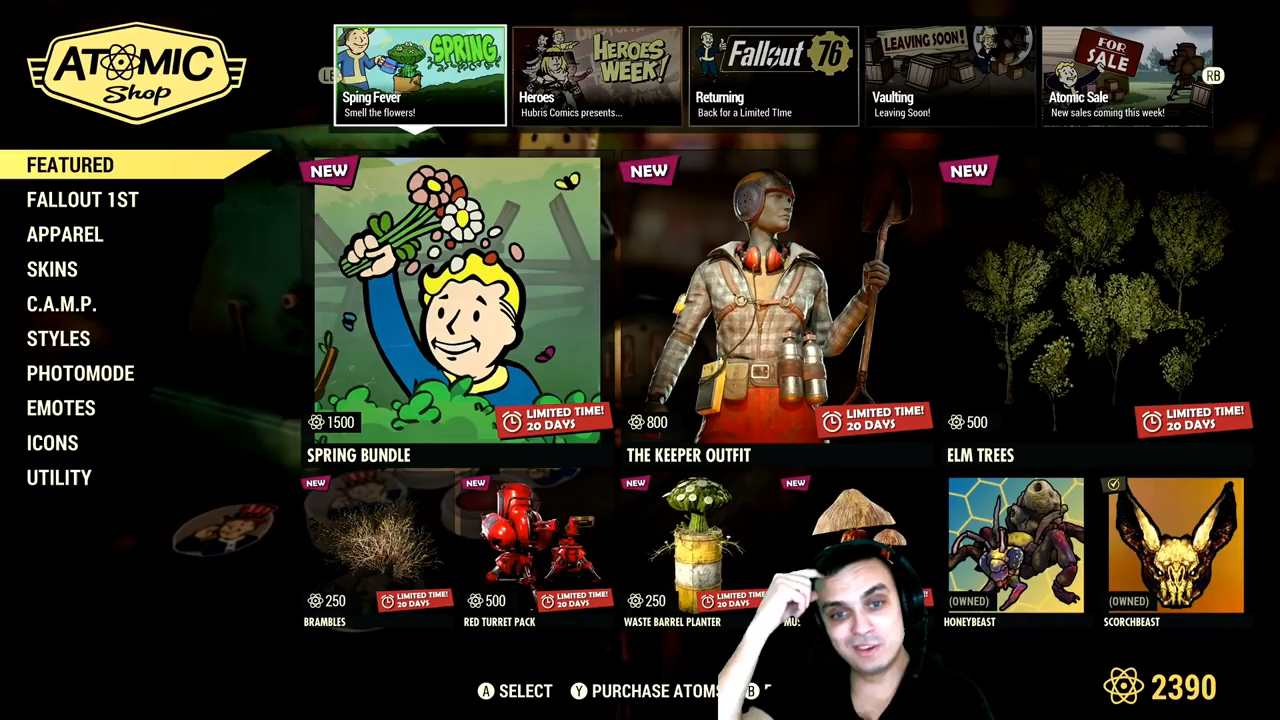 ATOMIC
Shop
LE
SPRING
Sping Fever
Smell the flowers!
HEROES
WEEK!
Heroes
Hubris Comics presents...
Fallout 76
Returning
Back for a Limited TIme
LEAVING SOON!
Vaulting
Leaving Soon!
FOR
SALE
Atomic Sale
New sales coming this week!
RB
FEATURED
FALLOUT 1ST
APPAREL
SKINS
C.A.M.P.
STYLES
PHOTOMODE
EMOTES
ICONS
UTILITY
NEW
1500
LIMITED TIME!
20 DAYS
SPRING BUNDLE
NEW
800
LIMITED TIME!
20 DAYS
THE KEEPER OUTFIT
NEW
500
LIMITED TIME!
20 DAYS
ELM TREES
NEW
250
LIMITED TIME!
20 DAYS
BRAMBLES
NEW
500
LIMITED TIME!
20 DAYS
RED TURRET PACK
NEW
250
LIMITED TIME!
20 DAYS
WASTE BARREL PLANTER
NEW
(OWNED)
HONEYBEAST
(OWNED)
SCORCHBEAST
A SELECT
Y PURCHASE ATOMS
B
2390